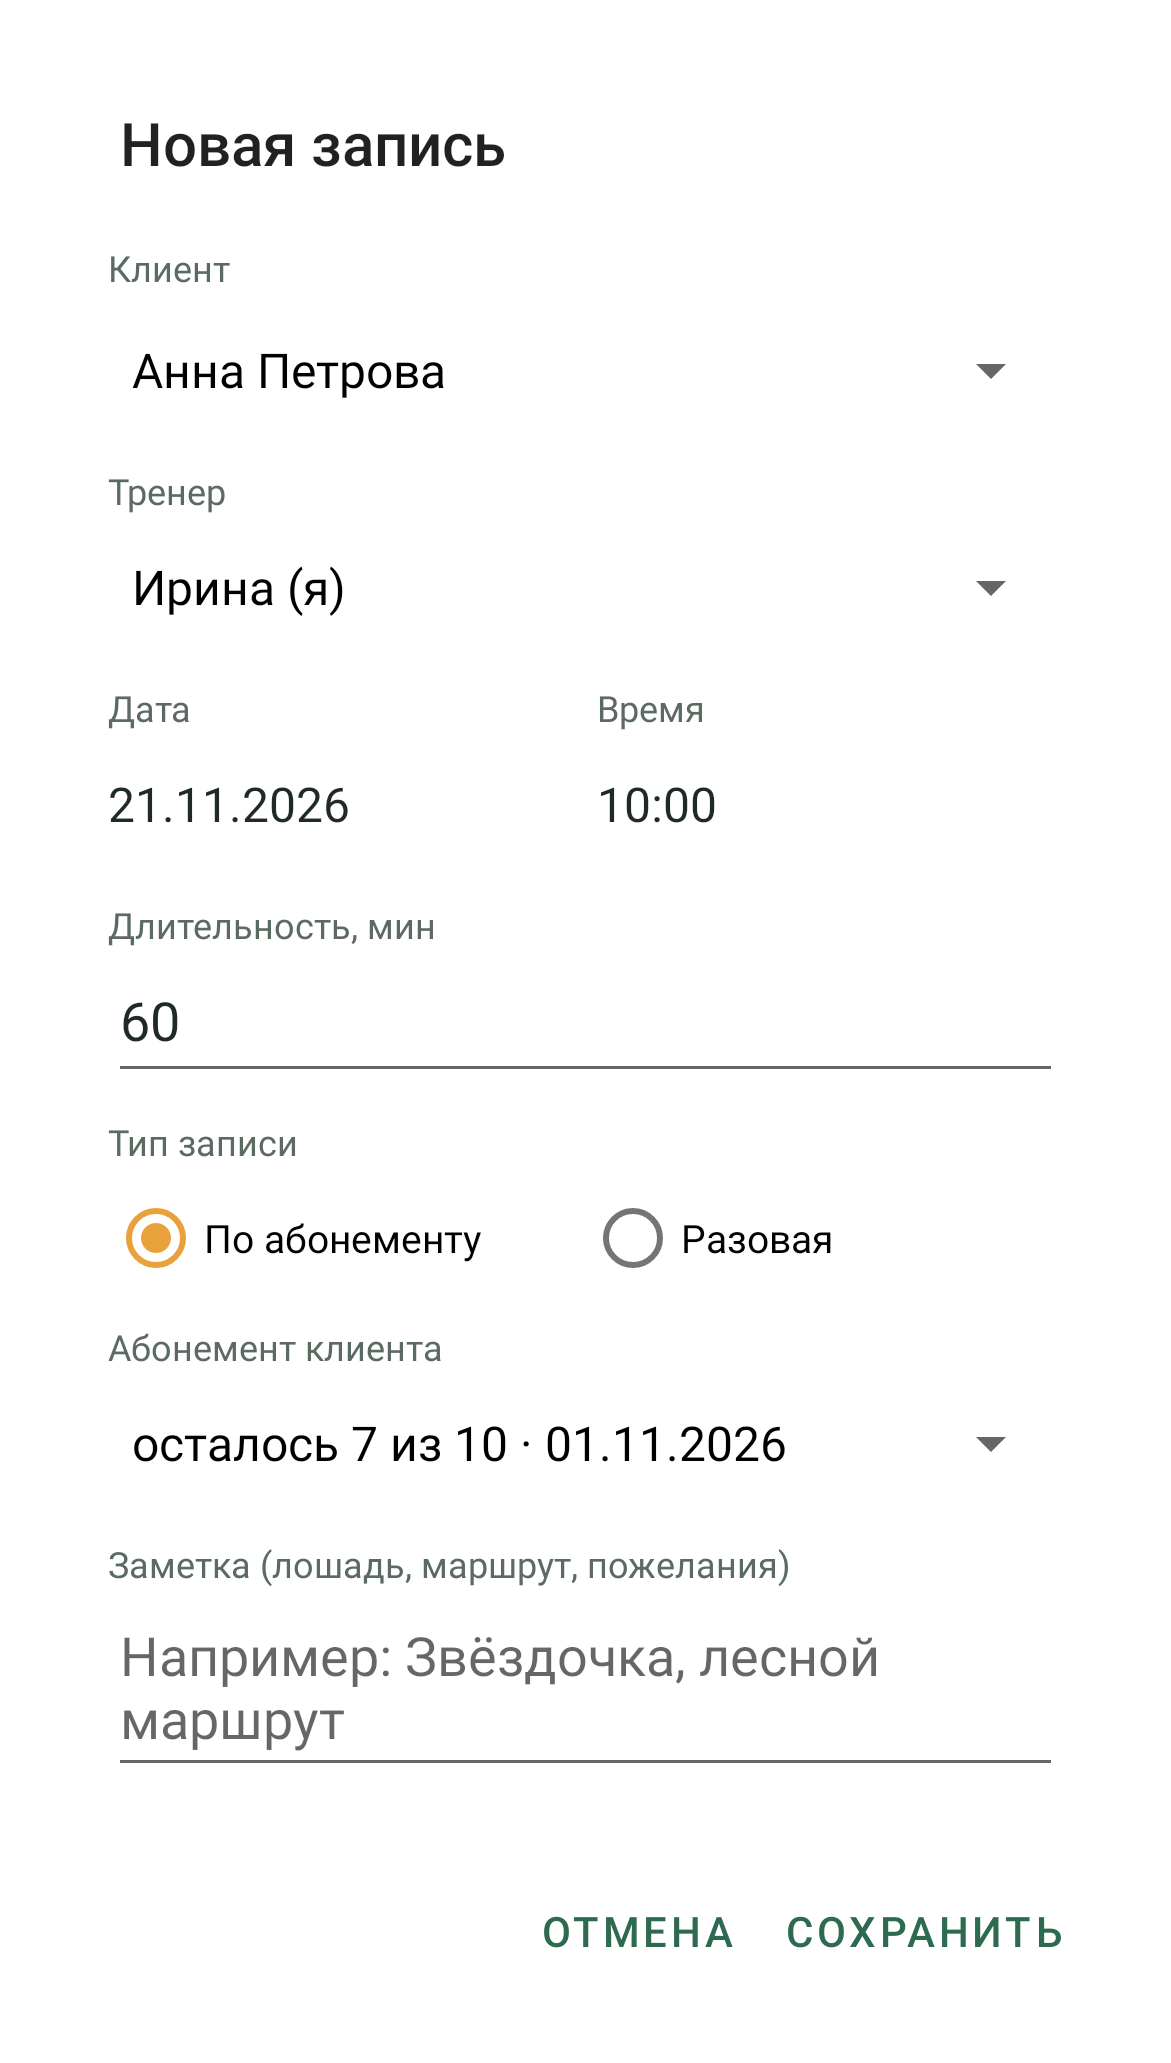 Новая запись
Клиент
Анна Петрова
Тренер
Ирина (я)
Дата Время
21.11.2026 10:00
Длительность, мин
60
Тип записи
По абонементу Разовая
Абонемент клиента
осталось 7 из 10 · 01.11.2026
Заметка (лошадь, маршрут, пожелания)
Например: Звёздочка, лесной
маршрут
ОТМЕНА СОХРАНИТЬ